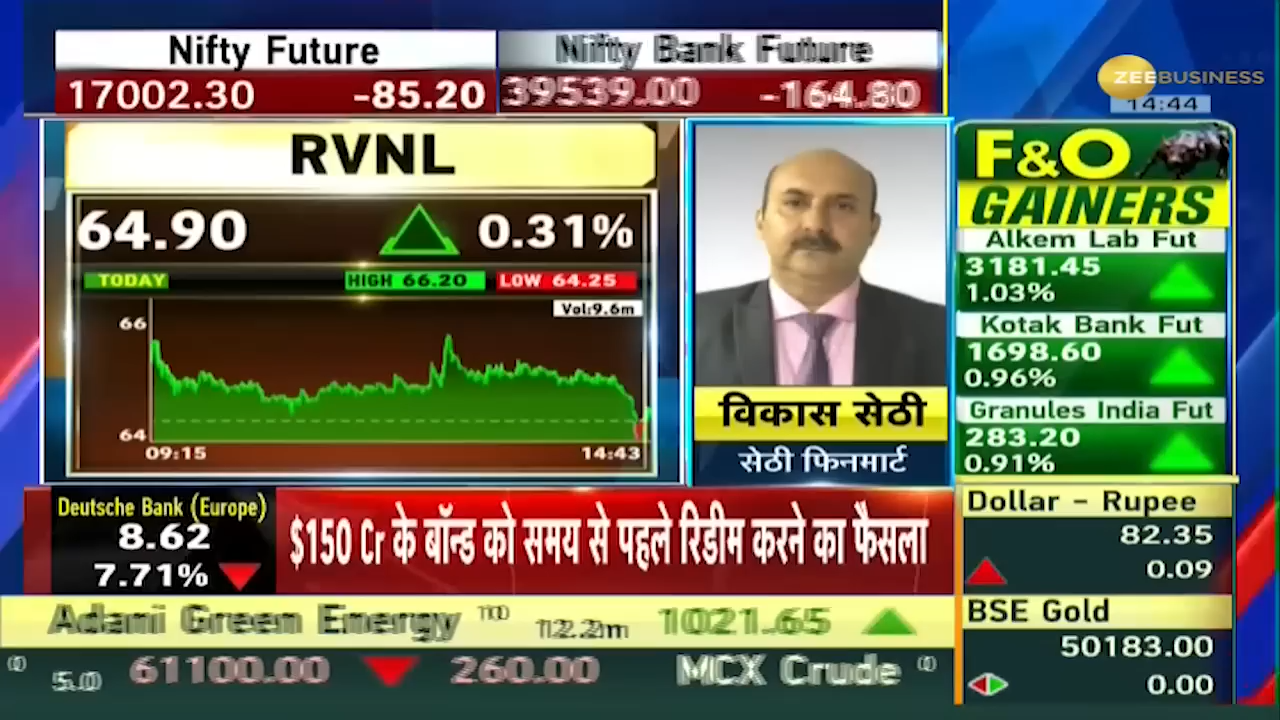 Nifty Future
17002.30 -85.20
Nifty Bank Future
39539.00 -164.80
ZEEBUSINESS
14:44
RVNL
64.90 0.31%
TODAY HIGH 66.20 LOW 64.25
Vol:9.6m
66
64
09:15 14:43
विकास सेठी
सेठी फिनमार्ट
F&O
GAINERS
Alkem Lab Fut
3181.45
1.03%
Kotak Bank Fut
1698.60
0.96%
Granules India Fut
283.20
0.91%
Deutsche Bank (Europe)
8.62
7.71%
$150 Cr के बॉन्ड को समय से पहले रिडीम करने का फैसला
Dollar - Rupee
82.35
0.09
BSE Gold
50183.00
0.00
Adani Green Energy 1021.65
61100.00 260.00 MCX Crude